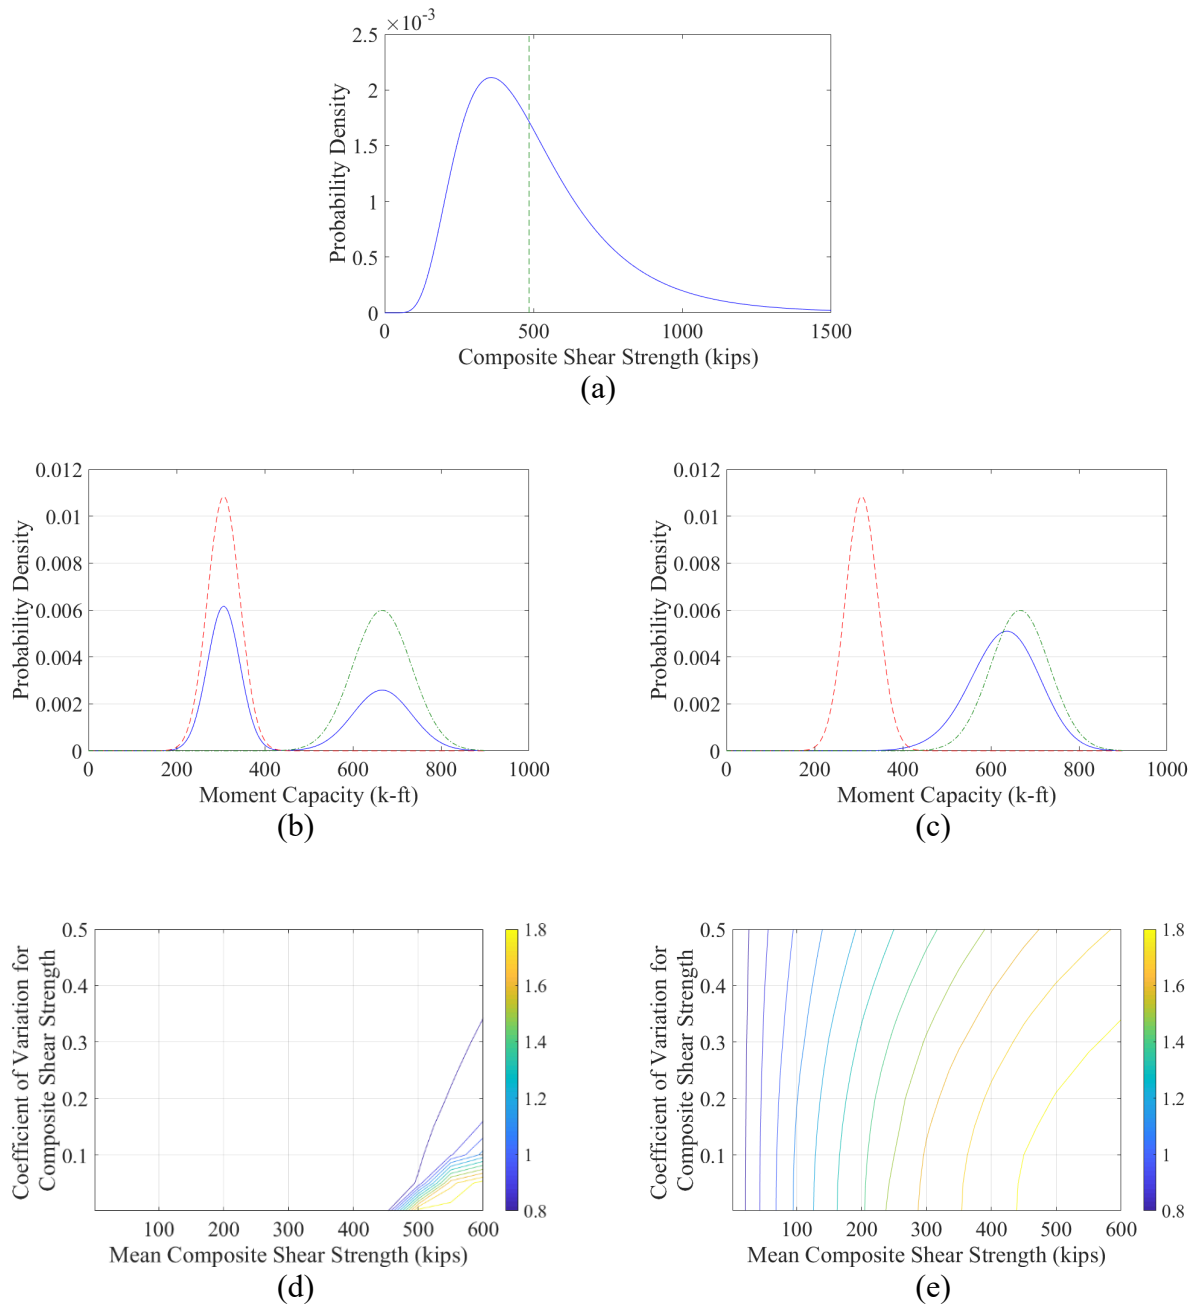 ×10-3
2.5
2
1.5
1
0.5
0
Probability Density
0 500 1000 1500
Composite Shear Strength (kips)
(a)
0.012
0.01
0.008
0.006
0.004
0.002
0
Probability Density
0 200 400 600 800 1000
Moment Capacity (k-ft)
(b)
0.012
0.01
0.008
0.006
0.004
0.002
0
Probability Density
0 200 400 600 800 1000
Moment Capacity (k-ft)
(c)
0.5
0.4
0.3
0.2
0.1
Coefficient of Variation for
Composite Shear Strength
100 200 300 400 500 600
Mean Composite Shear Strength (kips)
1.8
1.6
1.4
1.2
1
0.8
(d)
0.5
0.4
0.3
0.2
0.1
Coefficient of Variation for
Composite Shear Strength
100 200 300 400 500 600
Mean Composite Shear Strength (kips)
1.8
1.6
1.4
1.2
1
0.8
(e)